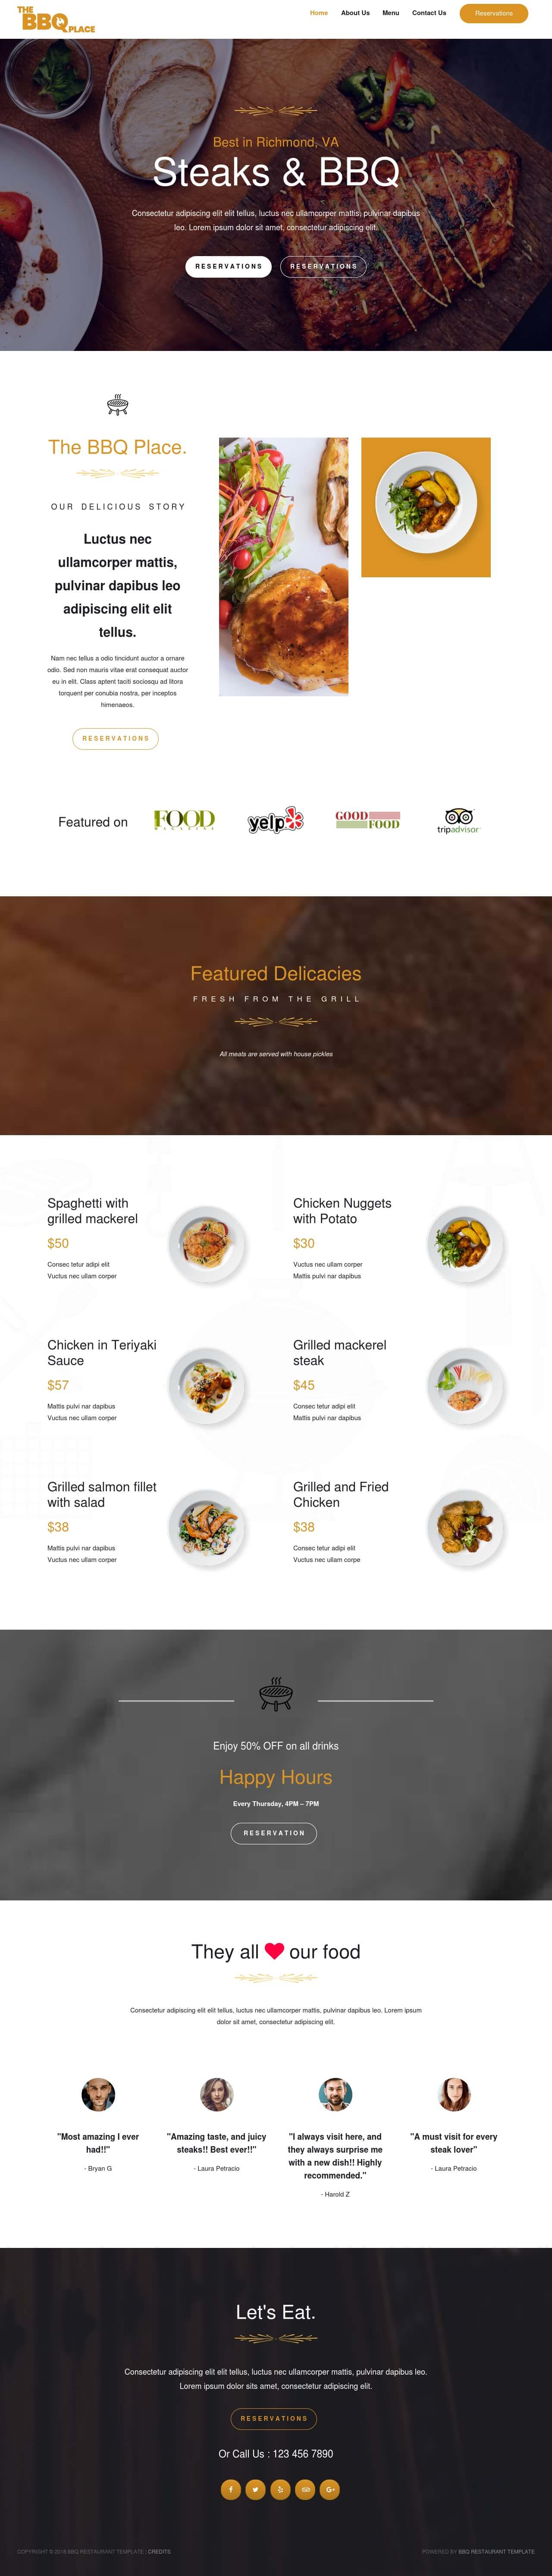 THE
BBQ PLACE
Home About Us Menu Contact Us Reservations
Best in Richmond, VA
Steaks & BBQ
Consectetur adipiscing elit elit tellus, luctus nec ullamcorper mattis, pulvinar dapibus
leo. Lorem ipsum dolor sit amet, consectetur adipiscing elit.
RESERVATIONS RESERVATIONS
The BBQ Place.
OUR DELICIOUS STORY
Luctus nec
ullamcorper mattis,
pulvinar dapibus leo
adipiscing elit elit
tellus.
Nam nec tellus a odio tincidunt auctor a ornare
odio. Sed non mauris vitae erat consequat auctor
eu in elit. Class aptent taciti sociosqu ad litora
torquent per conubia nostra, per inceptos
himenaeos.
RESERVATIONS
Featured on
FOOD
yelp
GOOD
FOOD
tripadvisor
Featured Delicacies
FRESH FROM THE GRILL
All meats are served with house pickles
Spaghetti with
grilled mackerel
$50
Consec tetur adipi elit
Vuctus nec ullam corper
Chicken Nuggets
with Potato
$30
Vuctus nec ullam corper
Mattis pulvi nar dapibus
Chicken in Teriyaki
Sauce
$57
Mattis pulvi nar dapibus
Vuctus nec ullam corper
Grilled mackerel
steak
$45
Consec tetur adipi elit
Mattis pulvi nar dapibus
Grilled salmon fillet
with salad
$38
Mattis pulvi nar dapibus
Vuctus nec ullam corper
Grilled and Fried
Chicken
$38
Consec tetur adipi elit
Vuctus nec ullam corpe
Enjoy 50% OFF on all drinks
Happy Hours
Every Thursday, 4PM – 7PM
RESERVATION
They all our food
Consectetur adipiscing elit elit tellus, luctus nec ullamcorper mattis, pulvinar dapibus leo. Lorem ipsum
dolor sit amet, consectetur adipiscing elit.
"Most amazing I ever
had!!"
- Bryan G
"Amazing taste, and juicy
steaks!! Best ever!!"
- Laura Petracio
"I always visit here, and
they always surprise me
with a new dish!! Highly
recommended."
- Harold Z
"A must visit for every
steak lover"
- Laura Petracio
Let's Eat.
Consectetur adipiscing elit elit tellus, luctus nec ullamcorper mattis, pulvinar dapibus leo.
Lorem ipsum dolor sits amet, consectetur adipiscing elit.
RESERVATIONS
Or Call Us : 123 456 7890
COPYRIGHT © 2018 BBQ RESTAURANT TEMPLATE | CREDITS
POWERED BY BBQ RESTAURANT TEMPLATE